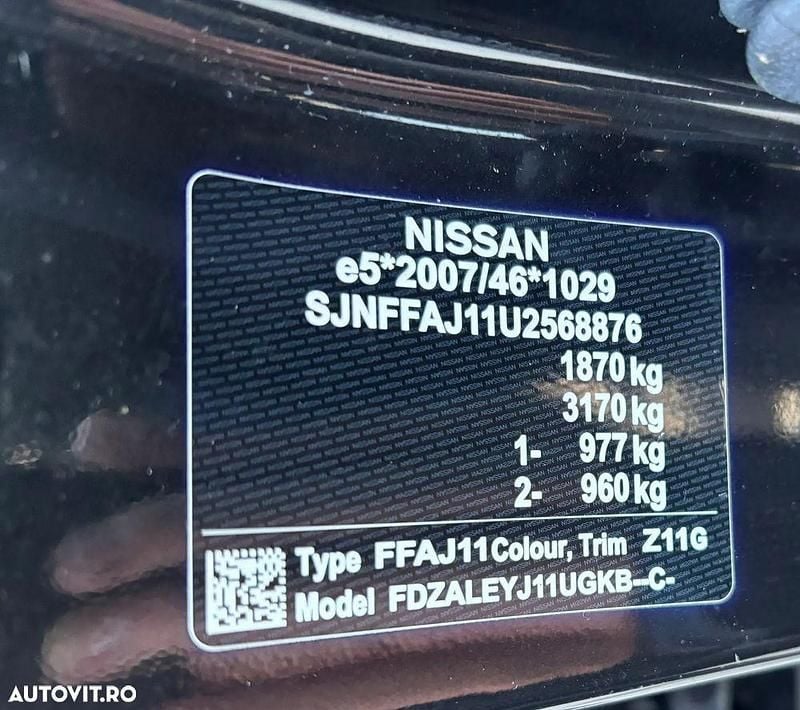 NISSAN
e5*2007/46*1029
SJNFFAJ11U2568876
1870 kg
3170 kg
1- 977 kg
2- 960 kg
Type FFAJ11 Colour, Trim Z11G
Model FDZALEYJ11UGKB-C-
AUTOVIT.RO